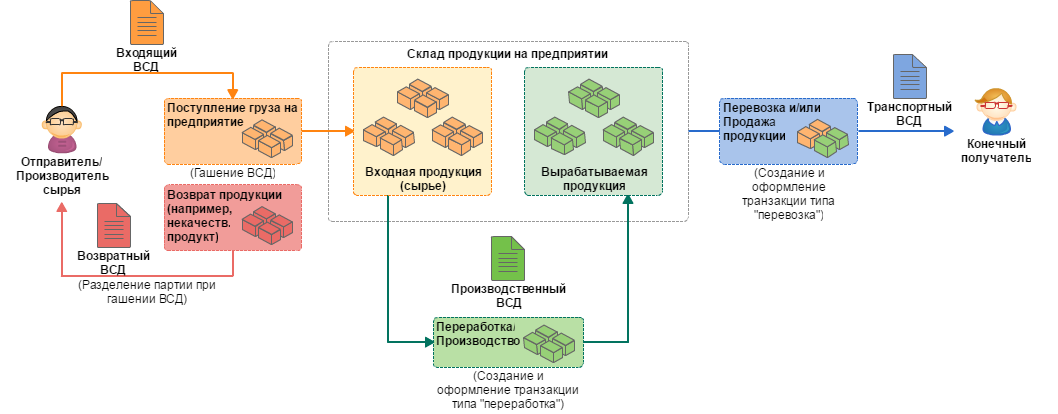 Входящий
ВСД
Отправитель/
Производитель
сырья
Поступление груза на
предприятие
(Гашение ВСД)
Возврат продукции
(например,
некачеств.
продукт)
Возвратный
ВСД
(Разделение партии при
гашении ВСД)
Склад продукции на предприятии
Входная продукция
(сырье)
Вырабатываемая
продукция
Производственный
ВСД
Переработка/
Производство
(Создание и
оформление транзакции
типа "переработка")
Перевозка и/или
Продажа
продукции
(Создание и
оформление
транзакции типа
"перевозка")
Транспортный
ВСД
Конечный
получатель